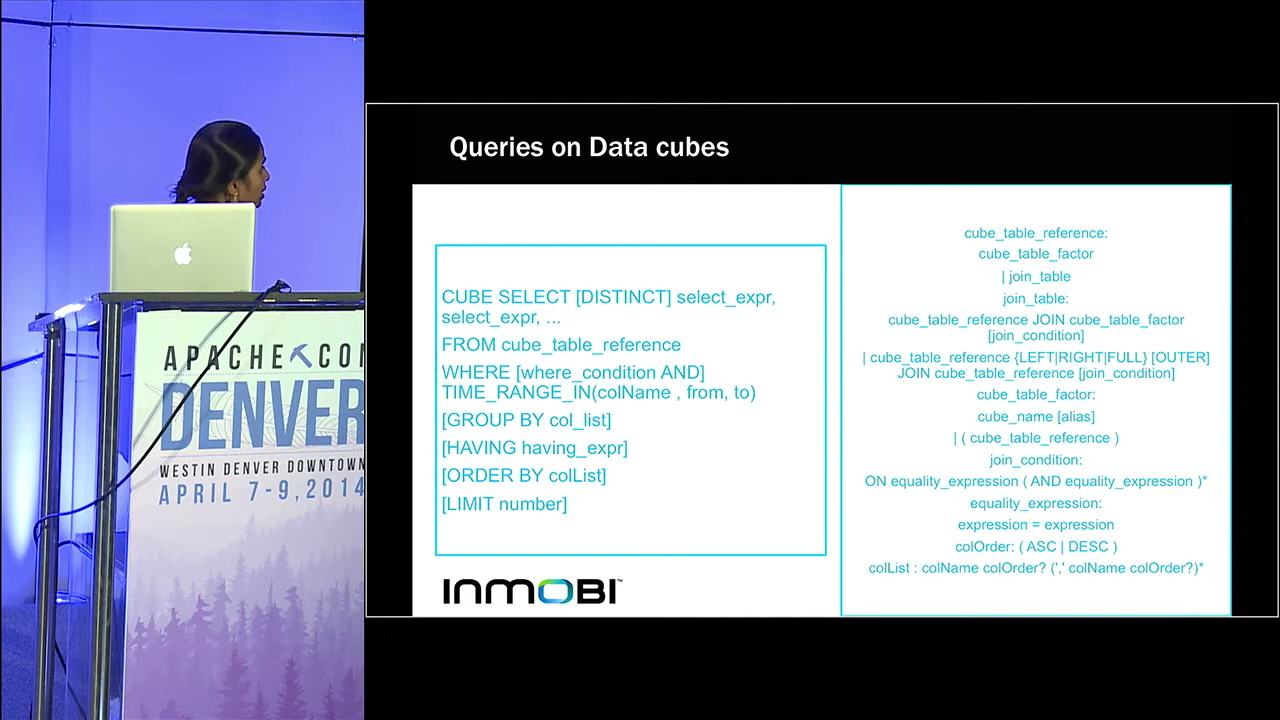 Queries on Data cubes
CUBE SELECT [DISTINCT] select_expr,
select_expr, ...
FROM cube_table_reference
WHERE [where_condition AND]
TIME_RANGE_IN(colName , from, to)
[GROUP BY col_list]
[HAVING having_expr]
[ORDER BY colList]
[LIMIT number]
INMOBI™
cube_table_reference:
cube_table_factor
| join_table
join_table:
cube_table_reference JOIN cube_table_factor
[join_condition]
| cube_table_reference {LEFT|RIGHT|FULL} [OUTER]
JOIN cube_table_reference [join_condition]
cube_table_factor:
cube_name [alias]
| ( cube_table_reference )
join_condition:
ON equality_expression ( AND equality_expression )*
equality_expression:
expression = expression
colOrder: ( ASC | DESC )
colList : colName colOrder? (',' colName colOrder?)*
APACHE CON
DENVER
WESTIN DENVER DOWNTOWN
APRIL 7-9, 2014